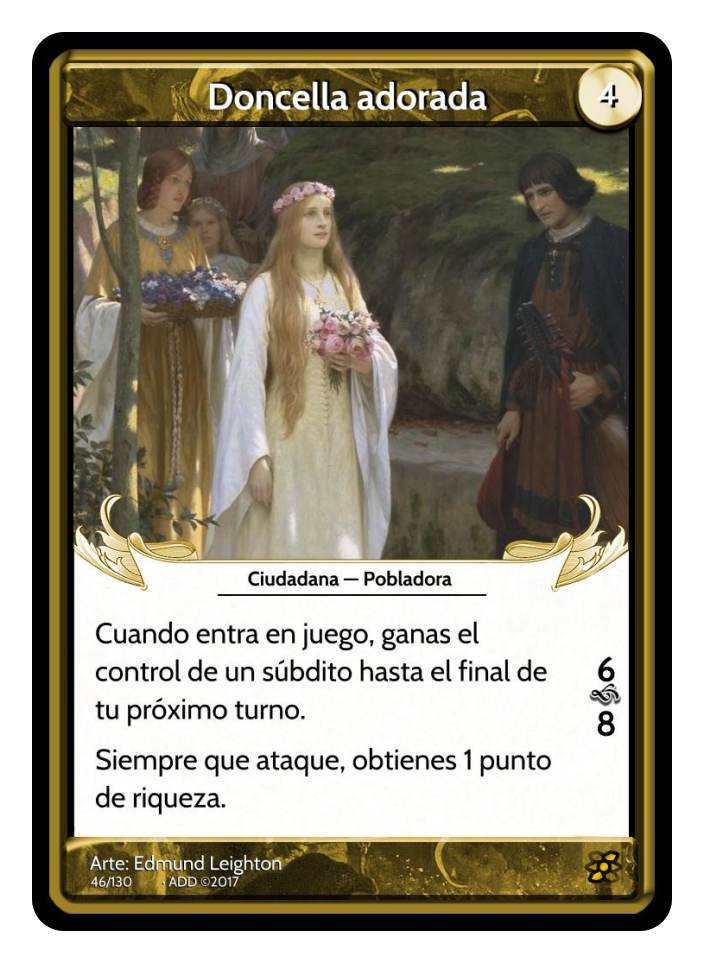 Doncella adorada
4
Ciudadana — Pobladora
Cuando entra en juego, ganas el
control de un súbdito hasta el final de
tu próximo turno.
Siempre que ataque, obtienes 1 punto
de riqueza.
6
8
Arte: Edmund Leighton
46/130 · ADD ©2017